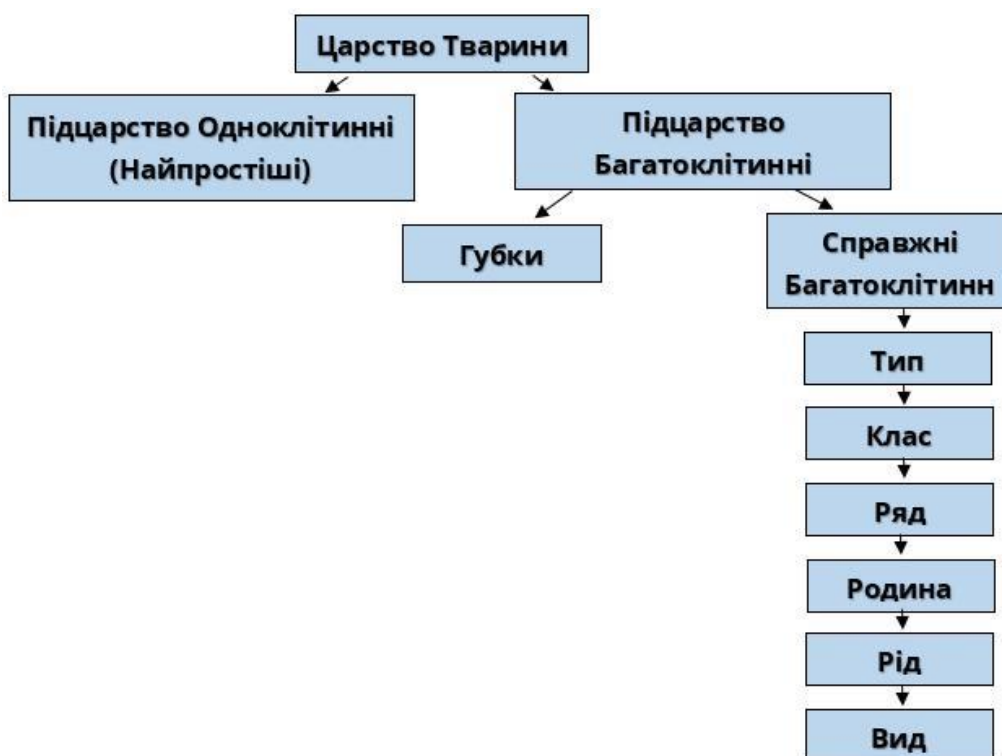 Царство Тварини
Підцарство Одноклітинні
(Найпростіші)
Підцарство
Багатоклітинні
Губки
Справжні
Багатоклітинн
Тип
Клас
Ряд
Родина
Рід
Вид